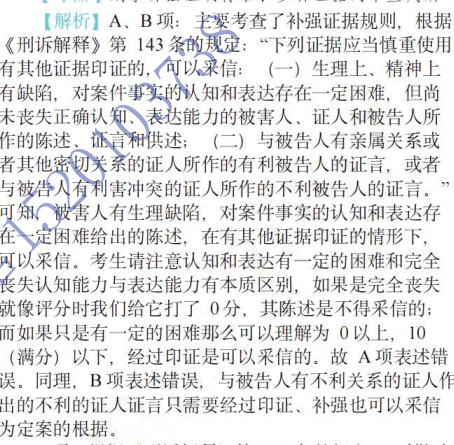 【解析】A、B项：主要考查了补强证据规则，根据
《刑诉解释》第 143条的规定：“下列证据应当慎重使用
有其他证据印证的，可以采信：（一）生理上、精神上
有缺陷，对案件事实的认知和表达存在一定困难，但尚
未丧失正确认知、表达能力的被害人、证人和被告人所
作的陈述、证言和供述；（二）与被告人有亲属关系或
者其他密切关系的证人所作的有利被告人的证言，或者
与被告人有利害冲突的证人所作的不利被告人的证言。”
可知，被害人有生理缺陷，对案件事实的认知和表达存
在一定困难给出的陈述，在有其他证据印证的情形下，
可以采信。考生请注意认知和表达有一定的困难和完全
丧失认知能力与表达能力有本质区别，如果是完全丧失
就像评分时我们给它打了 0分，其陈述是不得采信的；
而如果只是有一定的困难那么可以理解为 0以上，10
（满分）以下，经过印证是可以采信的。故 A项表述错
误。同理，B项表述错误，与被告人有不利关系的证人作
出的不利的证人证言只需要经过印证、补强也可以采信
为定案的根据。
15201103738